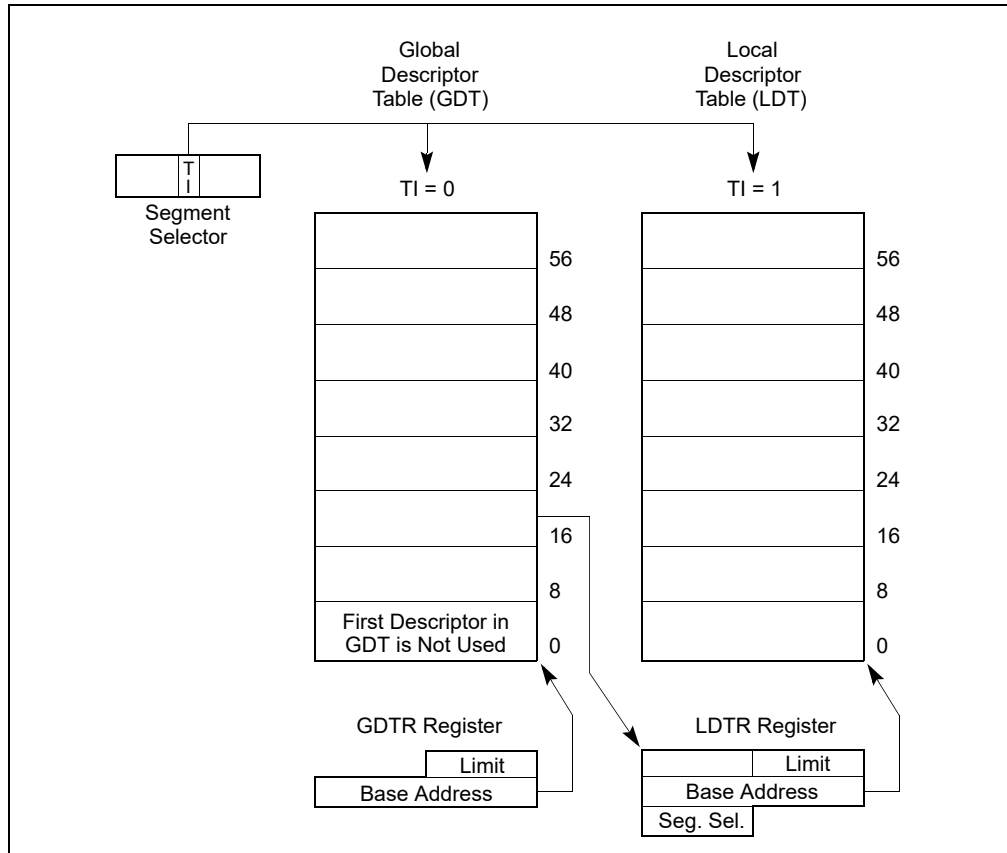 Global
Descriptor
Table (GDT)
Local
Descriptor
Table (LDT)
T
I
Segment
Selector
TI = 0
TI = 1
56
48
40
32
24
16
8
0
First Descriptor in
GDT is Not Used
56
48
40
32
24
16
8
0
GDTR Register
Limit
Base Address
LDTR Register
Limit
Base Address
Seg. Sel.